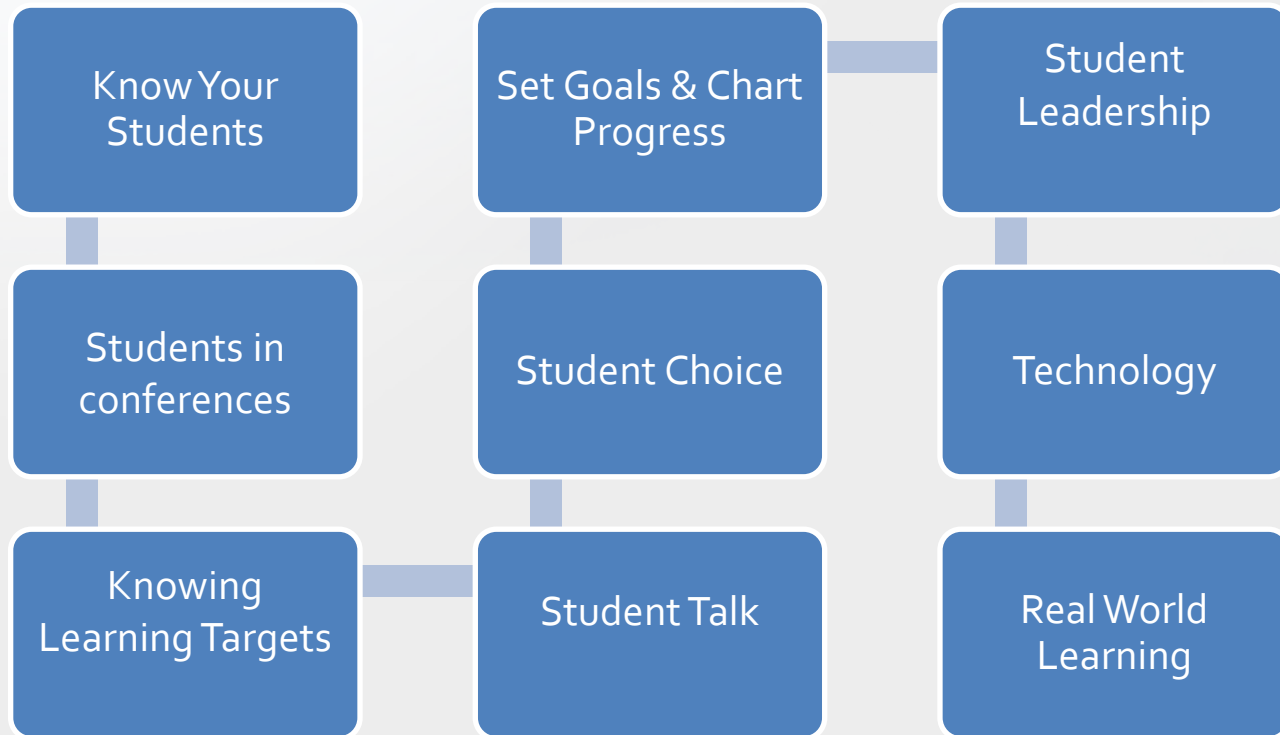 Know Your
Students
Students in
conferences
Knowing
Learning Targets
Student Talk
Student Choice
Set Goals & Chart
Progress
Student
Leadership
Technology
Real World
Learning